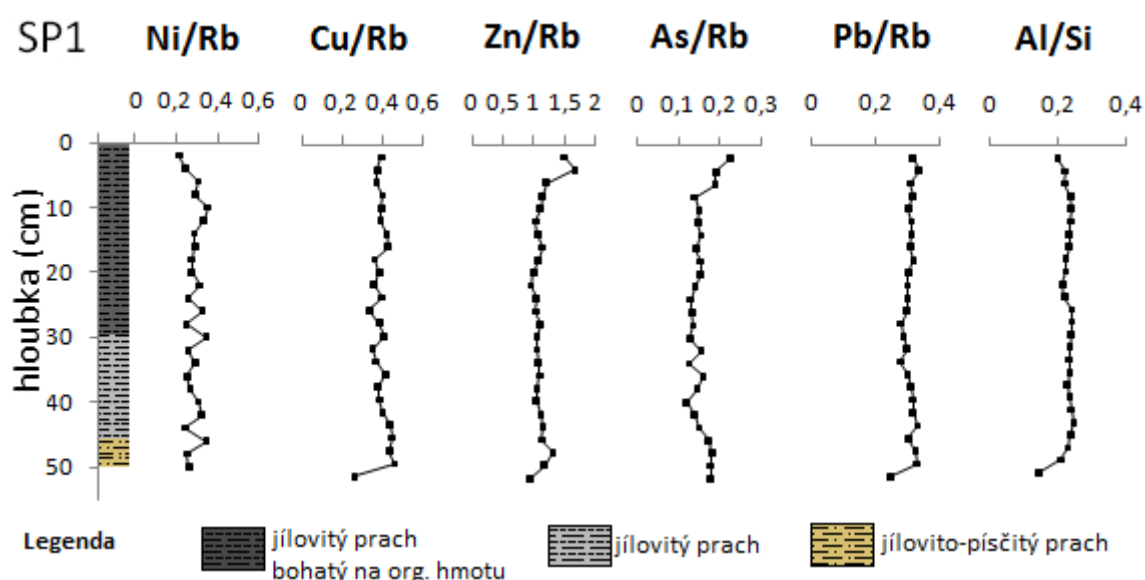 SP1 Ni/Rb Cu/Rb Zn/Rb As/Rb Pb/Rb Al/Si
0 0,2 0,4 0,6 0 0,2 0,4 0,6 0 0,5 1 1,5 2 0 0,1 0,2 0,3 0 0,2 0,4 0 0,2 0,4
hloubka (cm)
0
10
20
30
40
50
Legenda
jílovitý prach
bohatý na org. hmotu
jílovitý prach
jílovito-písčitý prach